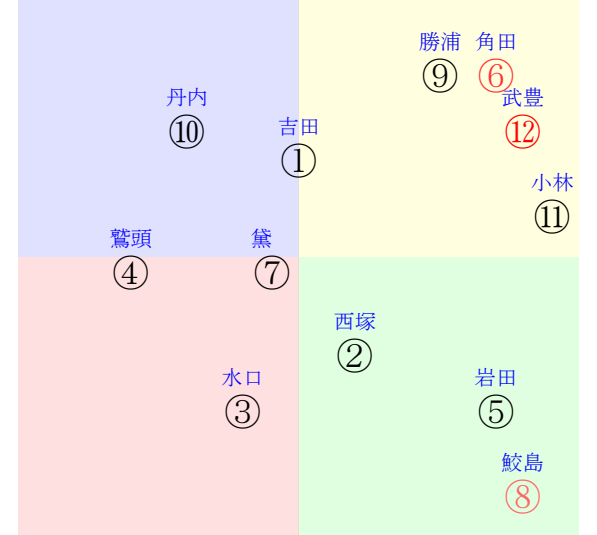 勝浦 角田
⑨ ⑥
丹内 武豊
⑩ ⑫
吉田
①
小林
⑪
鷲頭 黛
④ ⑦
西塚
②
水口 岩田
③ ⑤
鮫島
⑧